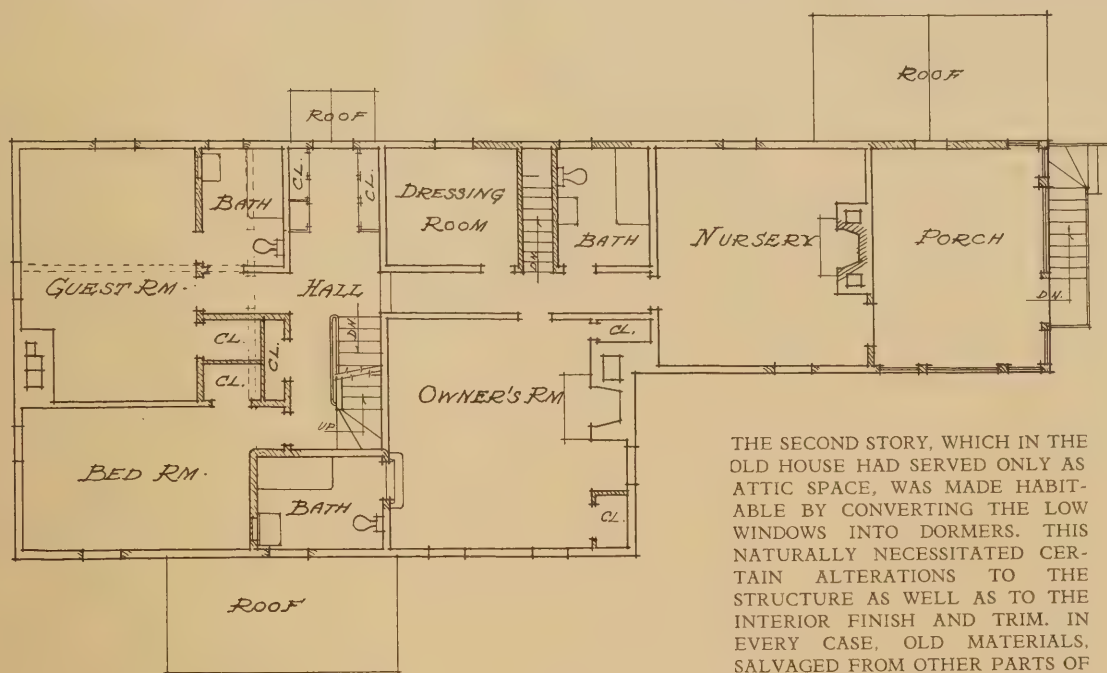 ROOF
ROOF
BATH
CL.
CL.
DRESSING
ROOM
DN.
BATH
NURSERY
PORCH
GUEST RM.
HALL
DN.
DN.
CL.
CL.
CL.
CL.
OWNER'S RM
UP
BED RM.
BATH
CL.
ROOF
THE SECOND STORY, WHICH IN THE
OLD HOUSE HAD SERVED ONLY AS
ATTIC SPACE, WAS MADE HABIT-
ABLE BY CONVERTING THE LOW
WINDOWS INTO DORMERS. THIS
NATURALLY NECESSITATED CER-
TAIN ALTERATIONS TO THE
STRUCTURE AS WELL AS TO THE
INTERIOR FINISH AND TRIM. IN
EVERY CASE, OLD MATERIALS,
SALVAGED FROM OTHER PARTS OF